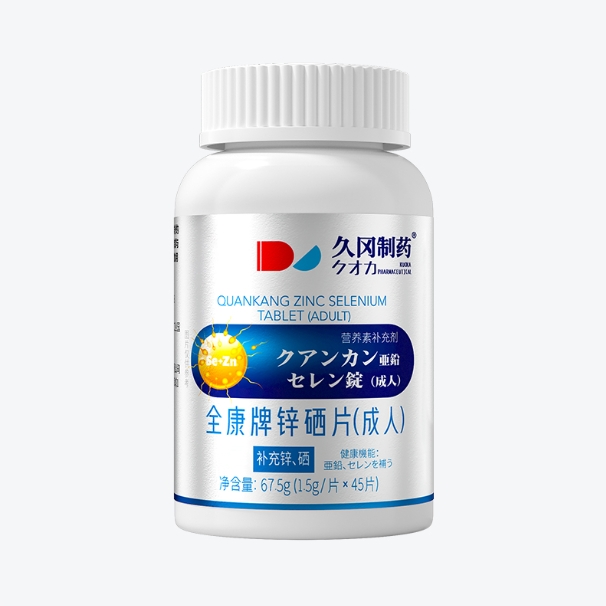 久冈制药®
クオカ
PHARMACEUTICAL
QUANKANG ZINC SELENIUM
TABLET (ADULT)
营养素补充剂
Se+Zn
クアンカン亜鉛
セレン錠（成人）
全康牌锌硒片(成人)
补充锌、硒
健康機能：
亜鉛、セレンを補う
净含量: 67.5g (1.5g/片×45片)